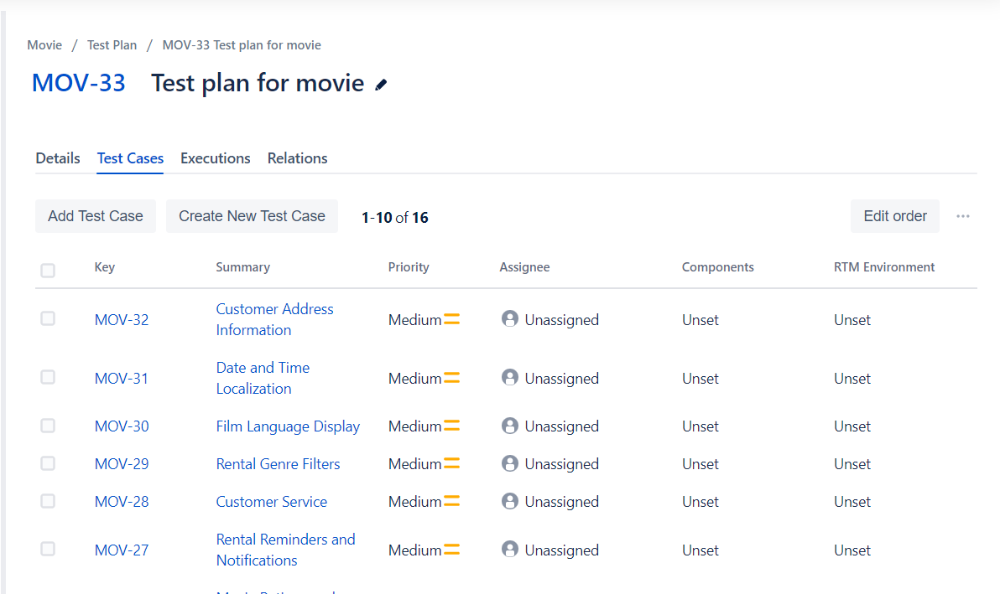 Movie / Test Plan / MOV-33 Test plan for movie
MOV-33 Test plan for movie
Details Test Cases Executions Relations
Add Test Case Create New Test Case 1-10 of 16 Edit order ...
Key Summary Priority Assignee Components RTM Environment
MOV-32 Customer Address Information Medium Unassigned Unset Unset
MOV-31 Date and Time Localization Medium Unassigned Unset Unset
MOV-30 Film Language Display Medium Unassigned Unset Unset
MOV-29 Rental Genre Filters Medium Unassigned Unset Unset
MOV-28 Customer Service Medium Unassigned Unset Unset
MOV-27 Rental Reminders and Notifications Medium Unassigned Unset Unset